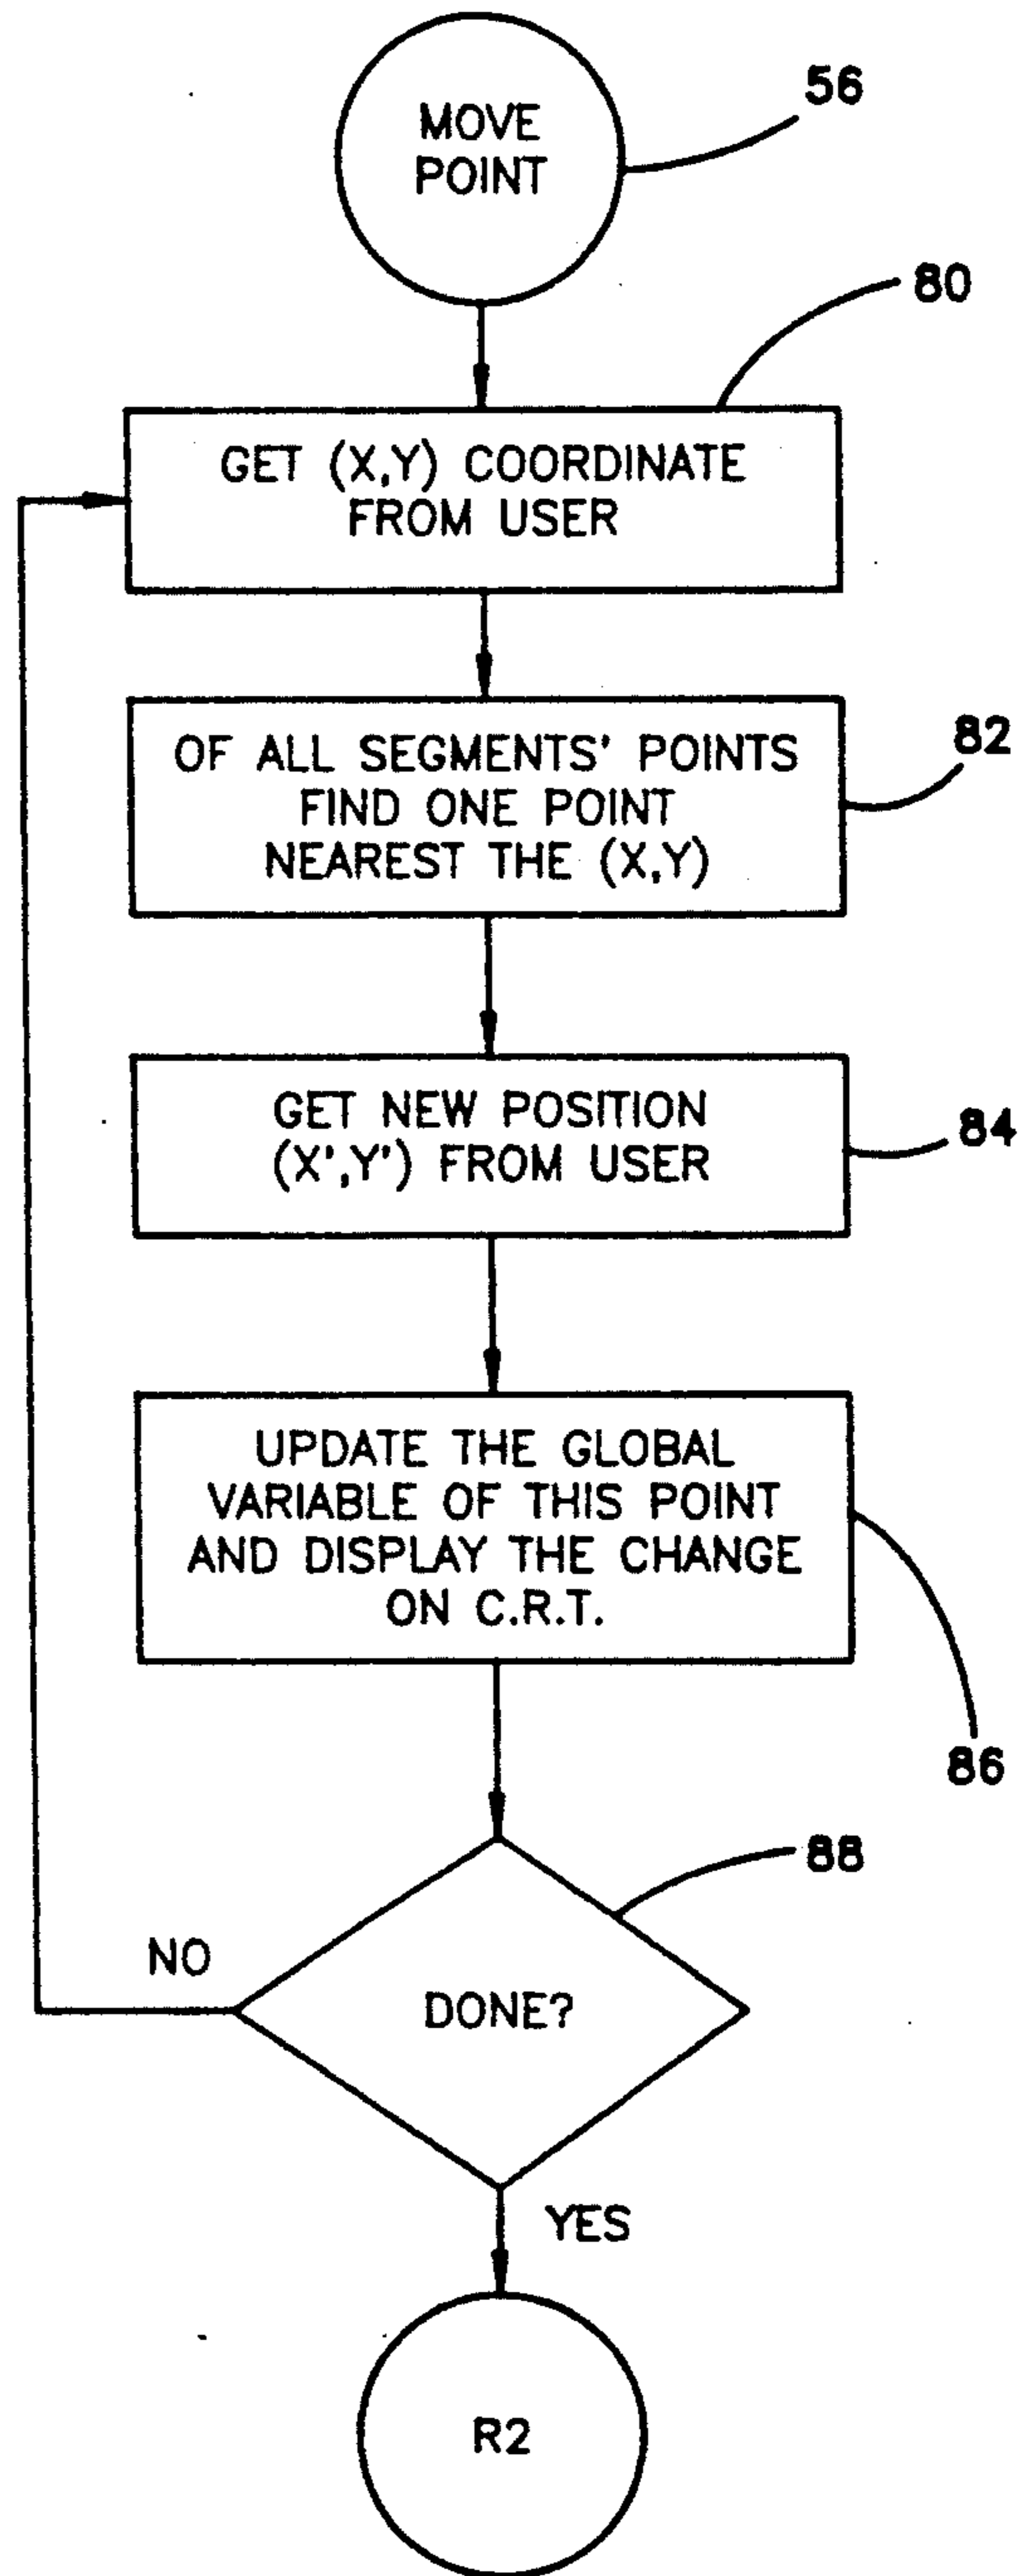 MOVE
POINT
56
80
GET (X,Y) COORDINATE
FROM USER
82
OF ALL SEGMENTS' POINTS
FIND ONE POINT
NEAREST THE (X,Y)
84
GET NEW POSITION
(X',Y') FROM USER
UPDATE THE GLOBAL
VARIABLE OF THIS POINT
AND DISPLAY THE CHANGE
ON C.R.T.
86
88
NO
DONE?
YES
R2